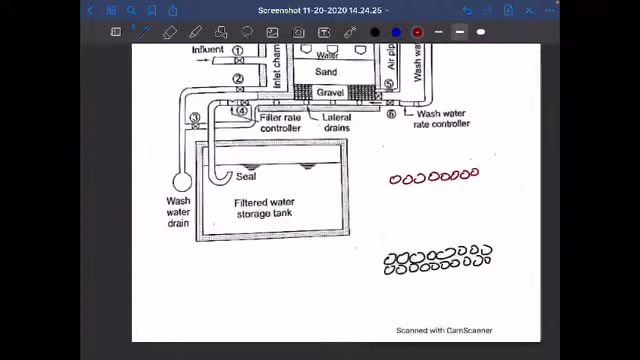 Screenshot 11-20-2020 14.24.25
Influent
1
Inlet cham
Water
Sand
Gravel
Air pip
Wash wa
2
5
3
4
6
Filter rate
controller
Lateral
drains
Wash water
rate controller
Seal
Wash
water
drain
Filtered water
storage tank
Scanned with CamScanner